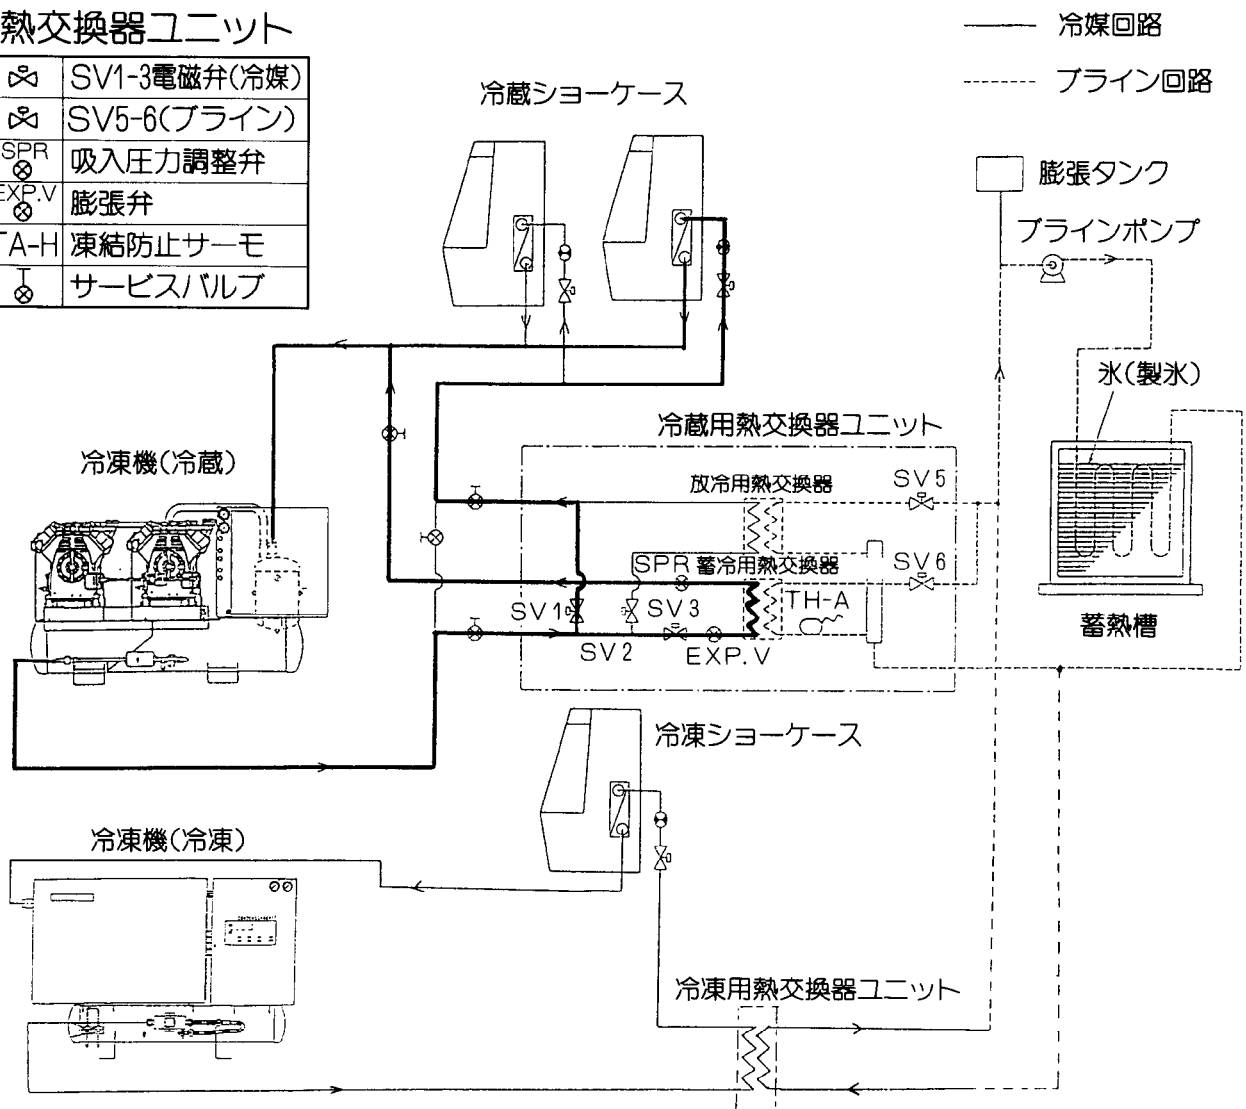 熱交換器ユニット
SV1-3電磁弁(冷媒)
SV5-6(ブライン)
SPR 吸入圧力調整弁
EXP.V 膨張弁
TA-H 凍結防止サーモ
サービスバルブ
冷媒回路
ブライン回路
冷蔵ショーケース
膨張タンク
ブラインポンプ
氷(製氷)
冷蔵用熱交換器ユニット
冷凍機(冷蔵)
放冷用熱交換器
SV5
SPR
蓄冷用熱交換器
SV6
SV1
SV3
TH-A
SV2
EXP.V
蓄熱槽
冷凍ショーケース
冷凍機(冷凍)
冷凍用熱交換器ユニット